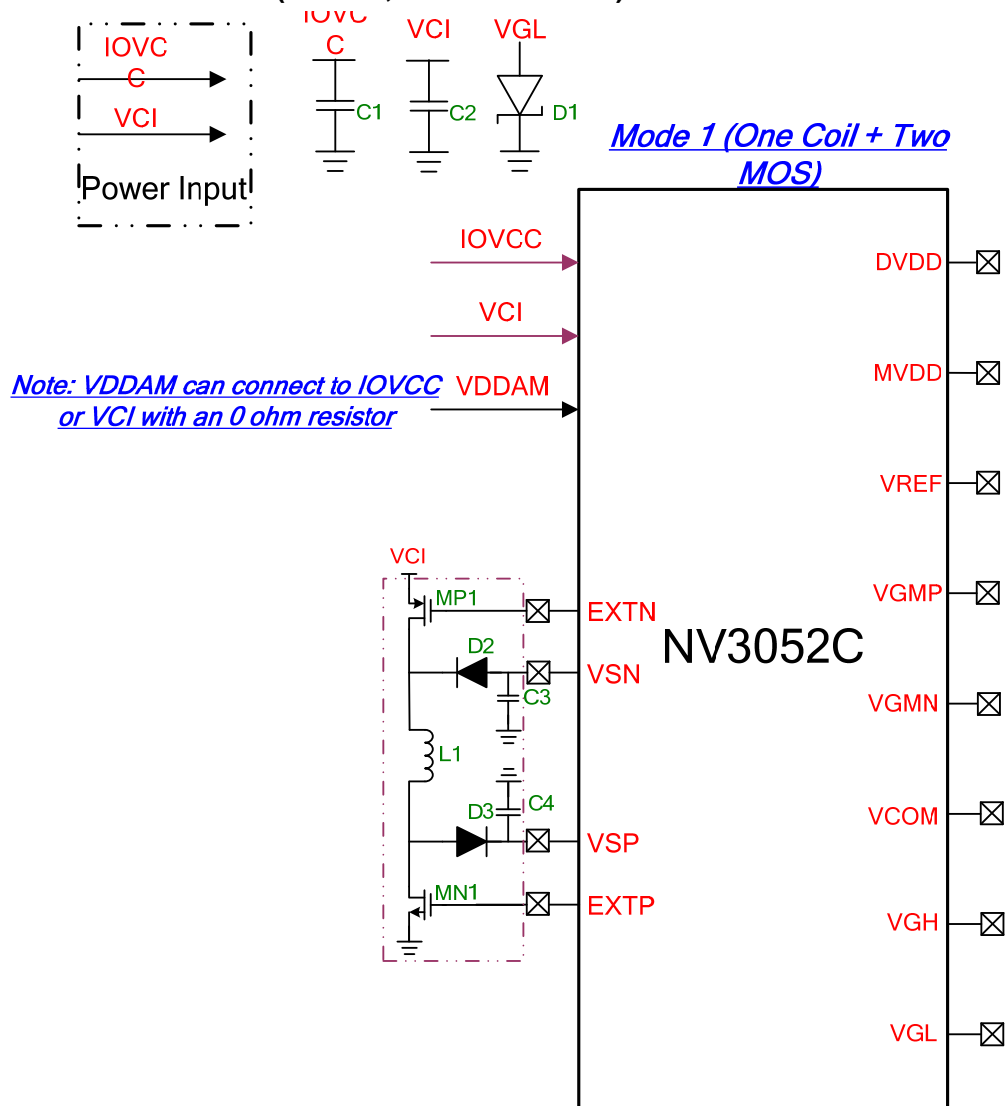 IOVC
C
VCI
Power Input
IOVC
C
C1
VCI
C2
VGL
D1
Mode 1 (One Coil + Two
MOS)
IOVCC
VCI
Note: VDDAM can connect to IOVCC
or VCI with an 0 ohm resistor
VDDAM
DVDD
MVDD
VREF
VGMP
VGMN
VCOM
VGH
VGL
NV3052C
VCI
MP1
EXTN
D2
VSN
C3
L1
C4
D3
VSP
MN1
EXTP